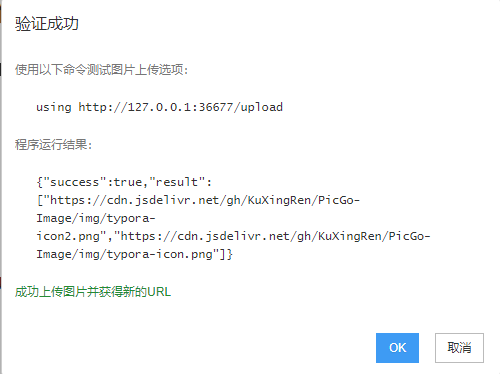 验证成功
使用以下命令测试图片上传选项:
using http://127.0.0.1:36677/upload
程序运行结果:
{"success":true,"result":
["https://cdn.jsdelivr.net/gh/KuXingRen/PicGo-
Image/img/typora-
icon2.png","https://cdn.jsdelivr.net/gh/KuXingRen/PicGo-
Image/img/typora-icon.png"]}
成功上传图片并获得新的URL
OK
取消